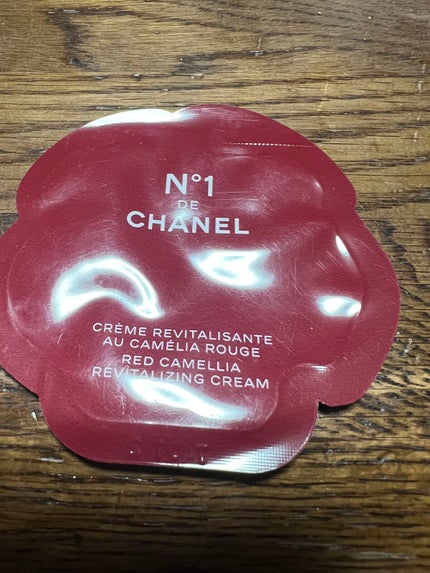 N°1
DE
CHANEL
CRÈME REVITALISANTE
AU CAMÉLIA ROUGE
RED CAMELLIA
REVITALIZING CREAM